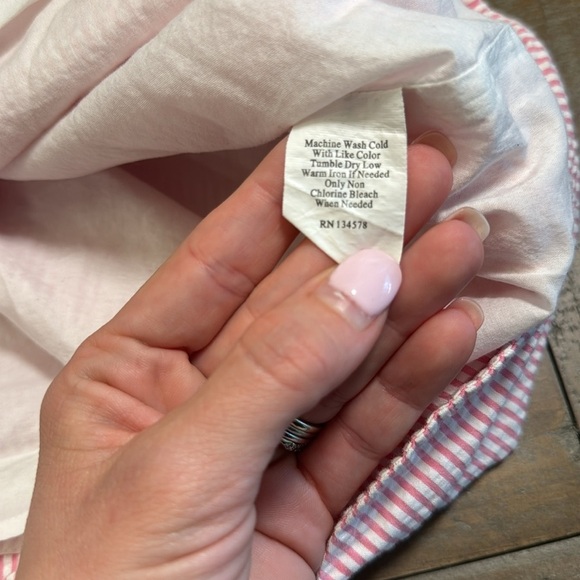 Machine Wash Cold
With Like Color
Tumble Dry Low
Warm Iron If Needed
Only Non
Chlorine Bleach
When Needed
RN 134578